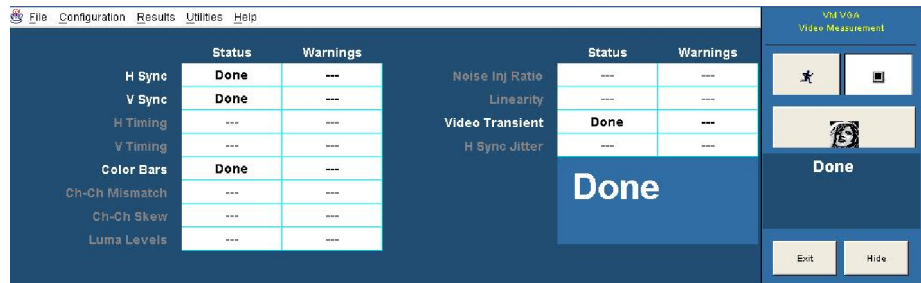 File Configuration Results Utilities Help
VM VGA
Video Measurement
Status Warnings
H Sync Done ---
V Sync Done ---
H Timing --- ---
V Timing --- ---
Color Bars Done ---
Ch-Ch Mismatch --- ---
Ch-Ch Skew --- ---
Luma Levels --- ---
Status Warnings
Noise Inj Ratio --- ---
Linearity --- ---
Video Transient Done ---
H Sync Jitter --- ---
Done
Done
Exit Hide